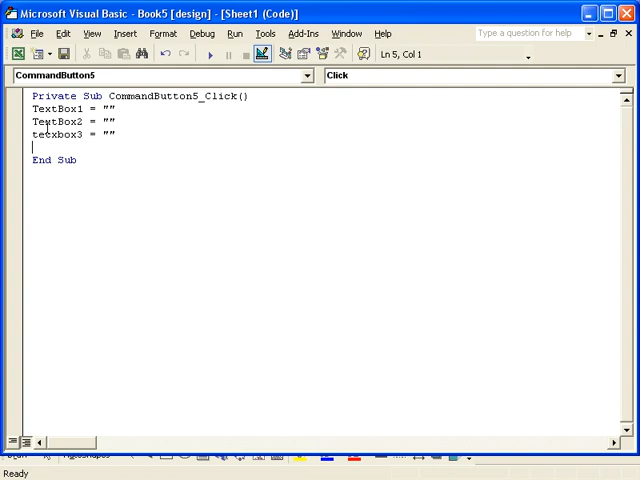 Microsoft Visual Basic - Book5 [design] - [Sheet1 (Code)]
File Edit View Insert Format Debug Run Tools Add-Ins Window Help Type a question for help
Ln 5, Col 1
CommandButton5 Click
Private Sub CommandButton5_Click()
TextBox1 = ""
TextBox2 = ""
tecxbox3 = ""
End Sub
Ready